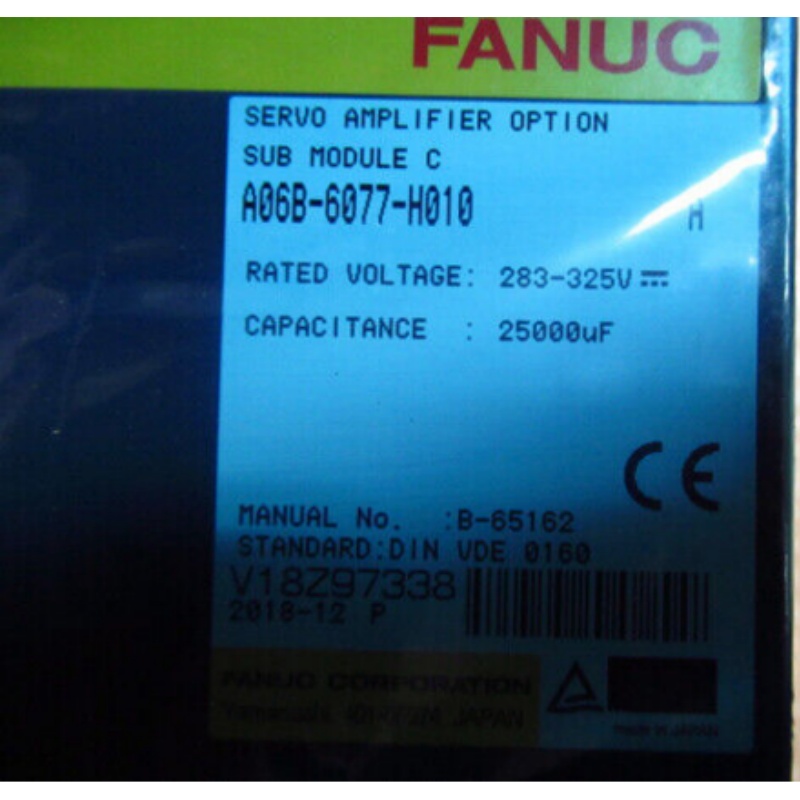 FANUC
SERVO AMPLIFIER OPTION
SUB MODULE C
A06B-6077-H010 H
RATED VOLTAGE: 283-325V
CAPACITANCE : 25000uF
CE
MANUAL No. :B-65162
STANDARD:DIN VDE 0160
V18Z97338
2018-12 P
FANUC CORPORATION
Yamanashi JAPAN
MADE IN JAPAN